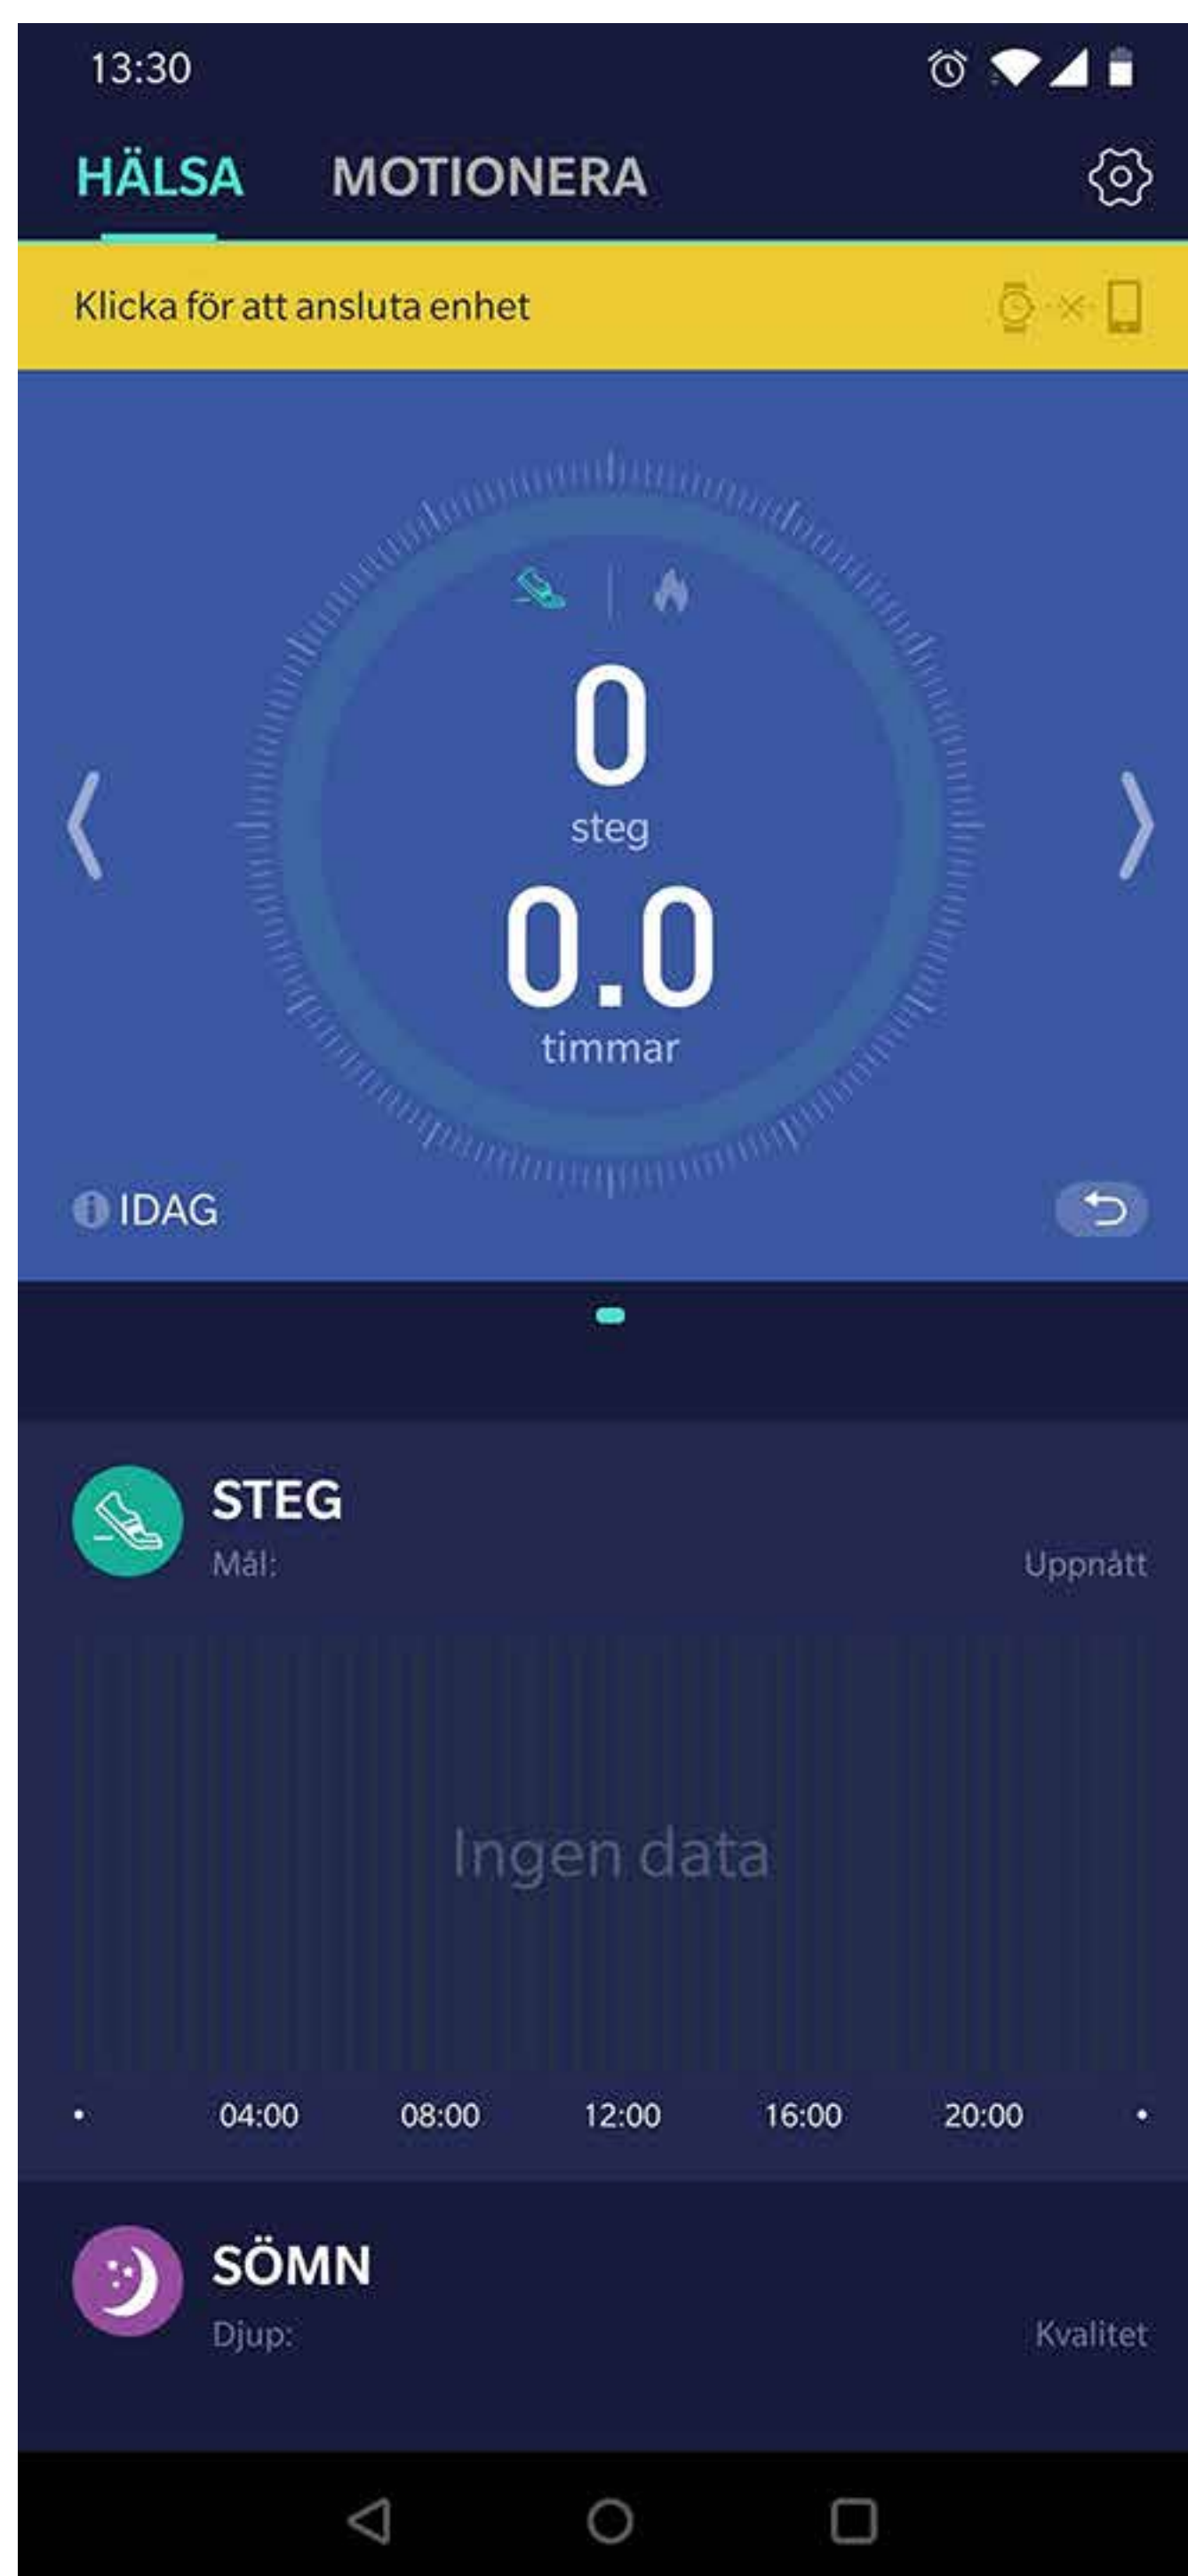 13:30
HÄLSA MOTIONERA
Klicka för att ansluta enhet
0
steg
0.0
timmar
IDAG
STEG
Mål: Uppnått
Ingen data
04:00 08:00 12:00 16:00 20:00
SÖMN
Djup: Kvalitet